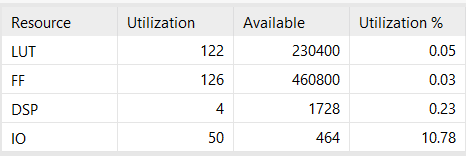 Resource Utilization Available Utilization %
LUT 122 230400 0.05
FF 126 460800 0.03
DSP 4 1728 0.23
IO 50 464 10.78